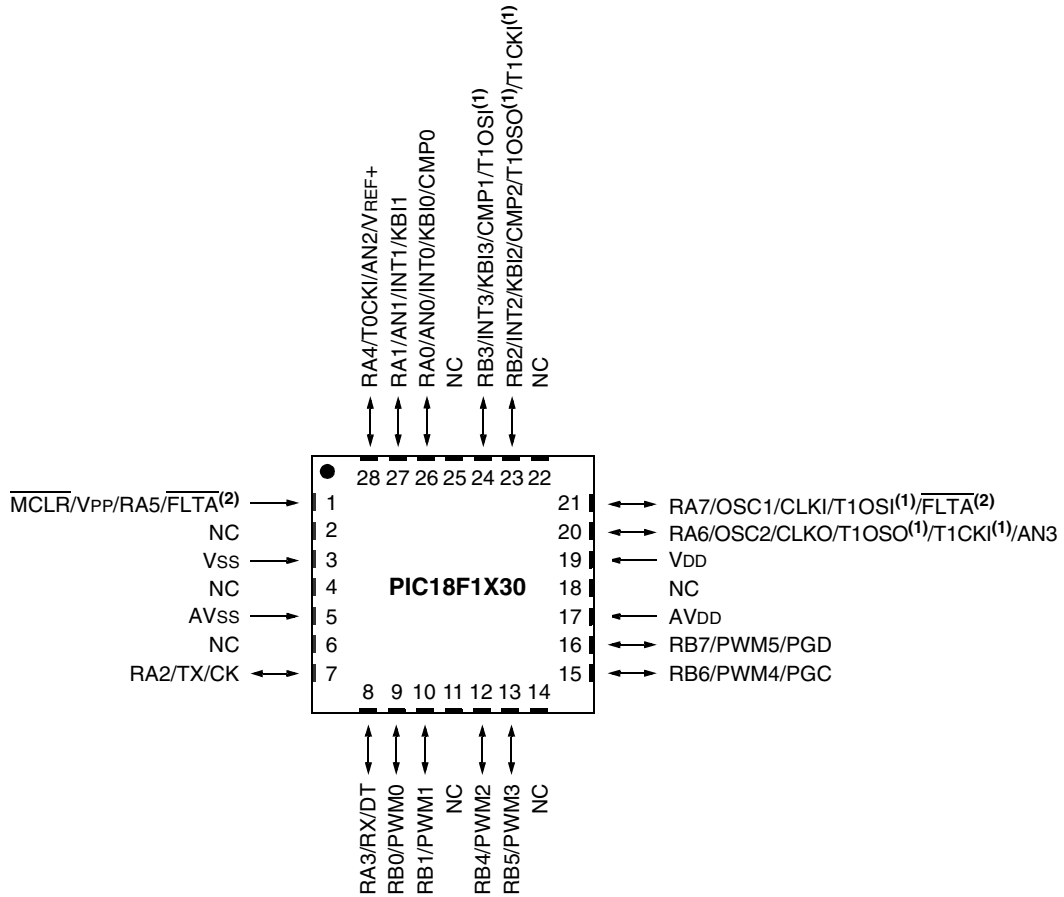 RA4/T0CKI/AN2/VREF+
RA1/AN1/INT1/KBI1
RA0/AN0/INT0/KBI0/CMP0
NC
RB3/INT3/KBI3/CMP1/T1OSI(1)
RB2/INT2/KBI2/CMP2/T1OSO(1)/T1CKI(1)
NC
28 27 26 25 24 23 22
MCLR/VPP/RA5/FLTA(2) 1
NC 2
VSS 3
NC 4
AVSS 5
NC 6
RA2/TX/CK 7
PIC18F1X30
21 RA7/OSC1/CLKI/T1OSI(1)/FLTA(2)
20 RA6/OSC2/CLKO/T1OSO(1)/T1CKI(1)/AN3
19 VDD
18 NC
17 AVDD
16 RB7/PWM5/PGD
15 RB6/PWM4/PGC
8 9 10 11 12 13 14
RA3/RX/DT
RB0/PWM0
RB1/PWM1
NC
RB4/PWM2
RB5/PWM3
NC